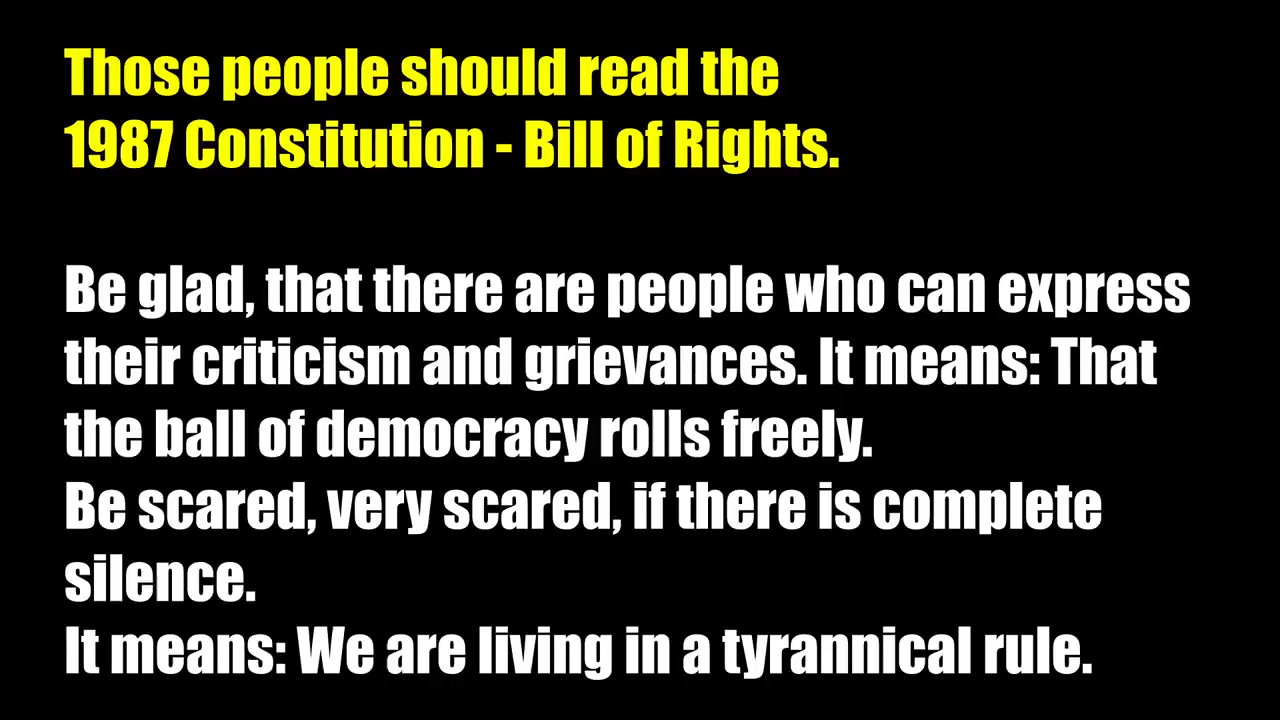 Those people should read the
1987 Constitution - Bill of Rights.
Be glad, that there are people who can express
their criticism and grievances. It means: That
the ball of democracy rolls freely.
Be scared, very scared, if there is complete
silence.
It means: We are living in a tyrannical rule.